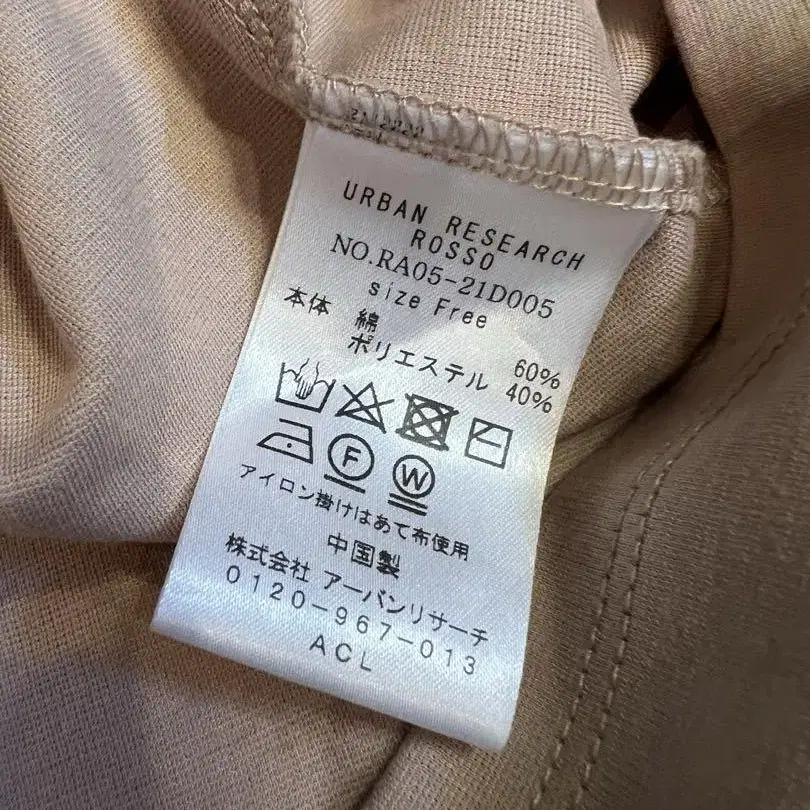 URBAN RESEARCH
ROSSO
NO.RA05-21D005
size Free
本体 綿 60%
ポリエステル 40%
F W
アイロン掛けはあて布使用
中国製
株式会社 アーバンリサーチ
0120-967-013
ACL